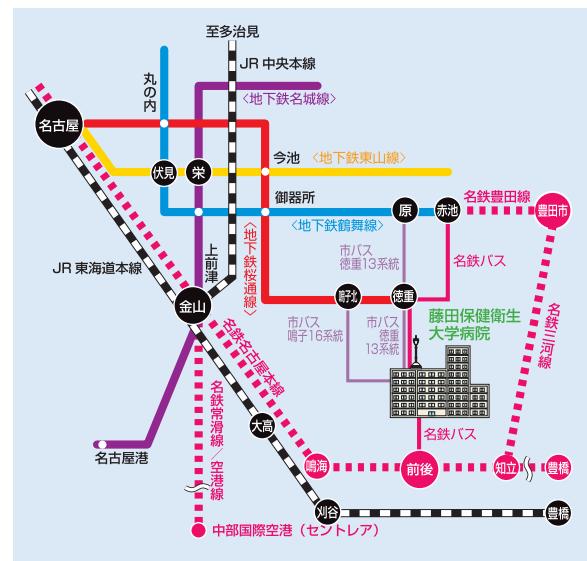 至多治見
JR中央本線
丸の内
〈地下鉄名城線〉
名古屋
今池
〈地下鉄東山線〉
伏見
栄
御器所
名鉄豊田線
原
赤池
豊田市
〈地下鉄鶴舞線〉
〈地下鉄桜通線〉
上前津
市バス
徳重13系統
名鉄バス
JR東海道本線
金山
鳴子北
徳重
名鉄三河線
藤田保健衛生
大学病院
市バス
鳴子16系統
市バス
徳重
13系統
名鉄名古屋本線
名鉄常滑線/空港線
大高
名鉄バス
名古屋港
鳴海
前後
知立
豊橋
刈谷
豊橋
中部国際空港(セントレア)